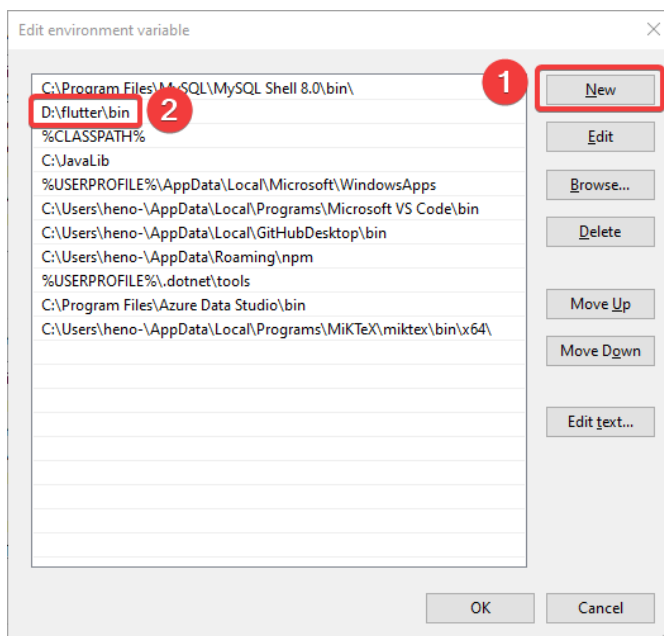 Edit environment variable
C:\Program Files\MySQL\MySQL Shell 8.0\bin\
1
New
D:\flutter\bin
2
%CLASSPATH%
Edit
C:\JavaLib
%USERPROFILE%\AppData\Local\Microsoft\WindowsApps
Browse...
C:\Users\heno-\AppData\Local\Programs\Microsoft VS Code\bin
C:\Users\heno-\AppData\Local\GitHubDesktop\bin
Delete
C:\Users\heno-\AppData\Roaming\npm
%USERPROFILE%\.dotnet\tools
C:\Program Files\Azure Data Studio\bin
Move Up
C:\Users\heno-\AppData\Local\Programs\MiKTeX\miktex\bin\x64\
Move Down
Edit text...
OK
Cancel